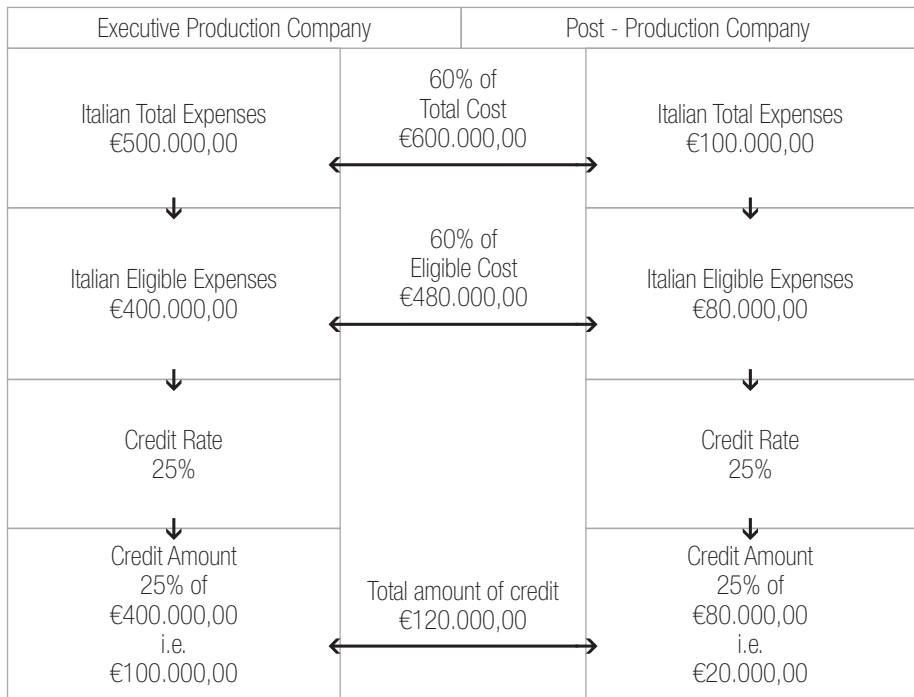 Executive Production Company
Post - Production Company
Italian Total Expenses
€500.000,00
60% of
Total Cost
€600.000,00
Italian Total Expenses
€100.000,00
Italian Eligible Expenses
€400.000,00
60% of
Eligible Cost
€480.000,00
Italian Eligible Expenses
€80.000,00
Credit Rate
25%
Credit Rate
25%
Credit Amount
25% of
€400.000,00
i.e.
€100.000,00
Total amount of credit
€120.000,00
Credit Amount
25% of
€80.000,00
i.e.
€20.000,00